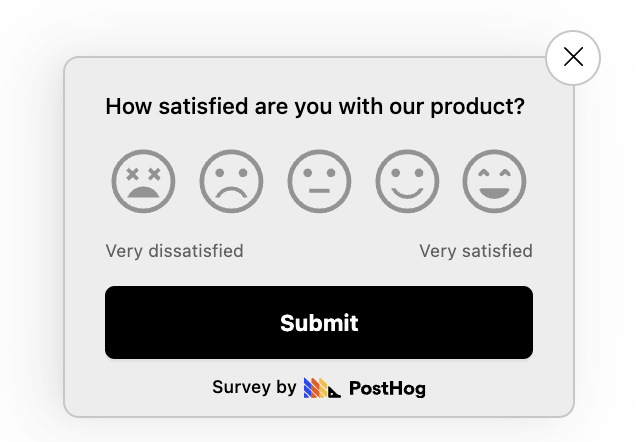 How satisfied are you with our product?
Very dissatisfied Very satisfied
Submit
Survey by PostHog